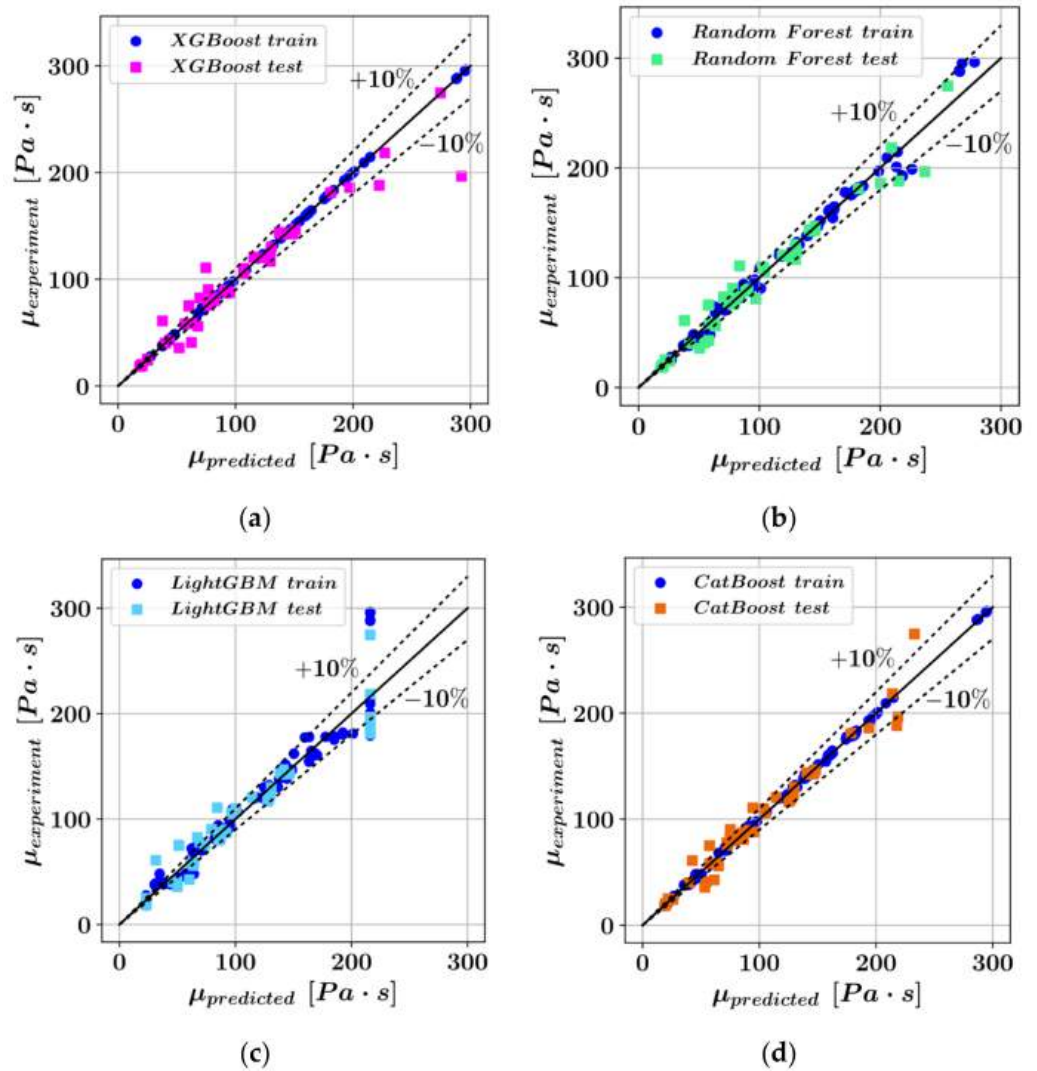 XGBoost train
XGBoost test
+10%
−10%
300
200
100
0
0 100 200 300
μexperiment [Pa · s]
μpredicted [Pa · s]
(a)
Random Forest train
Random Forest test
+10%
−10%
300
200
100
0
0 100 200 300
μexperiment [Pa · s]
μpredicted [Pa · s]
(b)
LightGBM train
LightGBM test
+10%
−10%
300
200
100
0
0 100 200 300
μexperiment [Pa · s]
μpredicted [Pa · s]
(c)
CatBoost train
CatBoost test
+10%
−10%
300
200
100
0
0 100 200 300
μexperiment [Pa · s]
μpredicted [Pa · s]
(d)